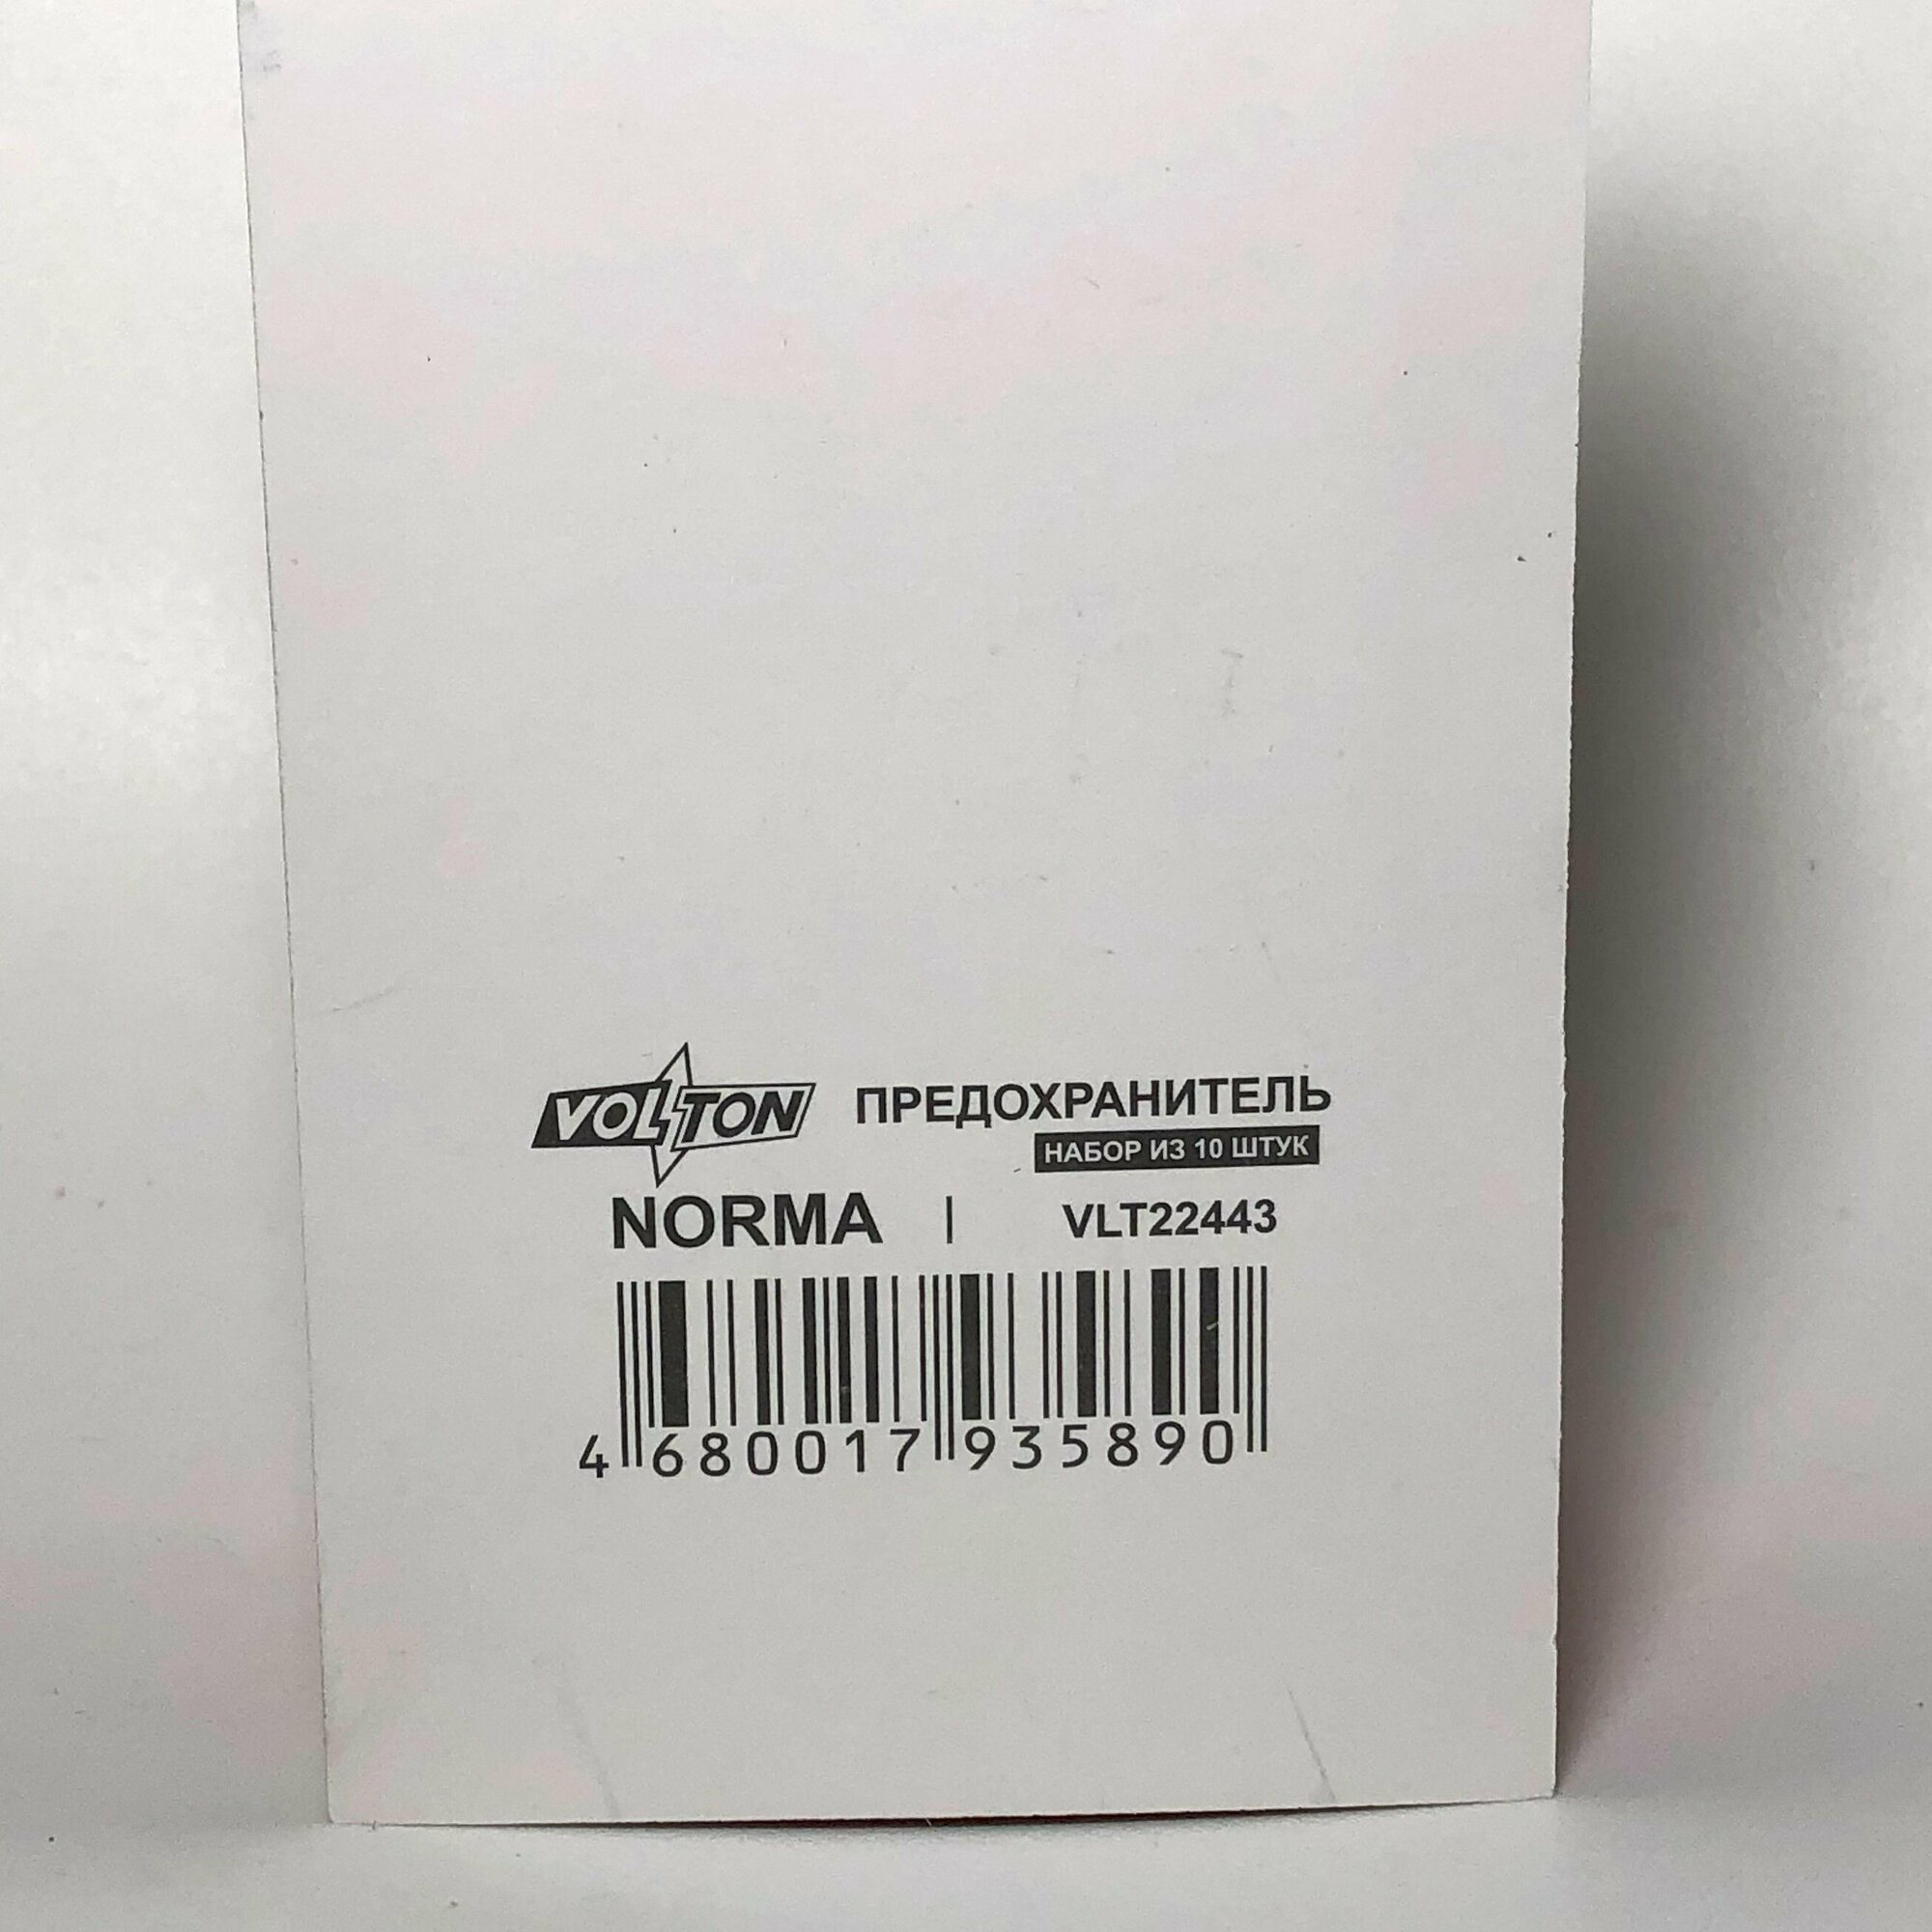 VOLTON ПРЕДОХРАНИТЕЛЬ
НАБОР ИЗ 10 ШТУК
NORMA | VLT22443
4 680017 935890